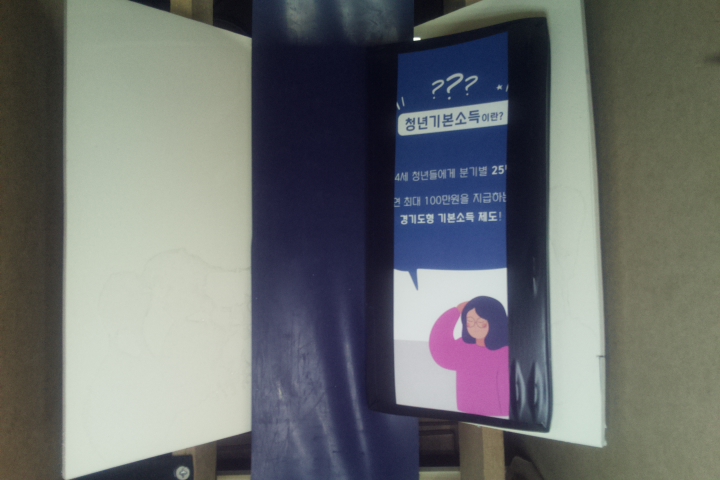 ???
청년기본소득이란?
4세 청년들에게 분기별 25
최대 100만원을 지급하는
경기도형 기본소득 제도!